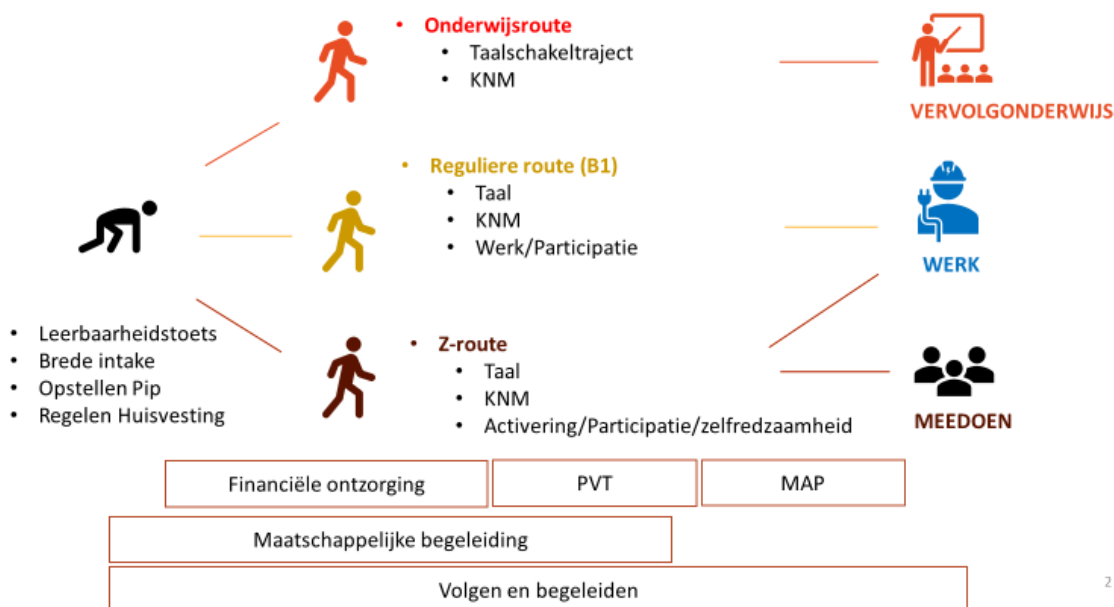 • Onderwijsroute
• Taalschakeltraject
• KNM
VERVOLGONDERWIJS
• Reguliere route (B1)
• Taal
• KNM
• Werk/Participatie
WERK
• Leerbaarheidstoets
• Brede intake
• Opstellen Pip
• Regelen Huisvesting
• Z-route
• Taal
• KNM
• Activering/Participatie/zelfredzaamheid
MEEDOEN
Financiële ontzorging
PVT
MAP
Maatschappelijke begeleiding
Volgen en begeleiden
2